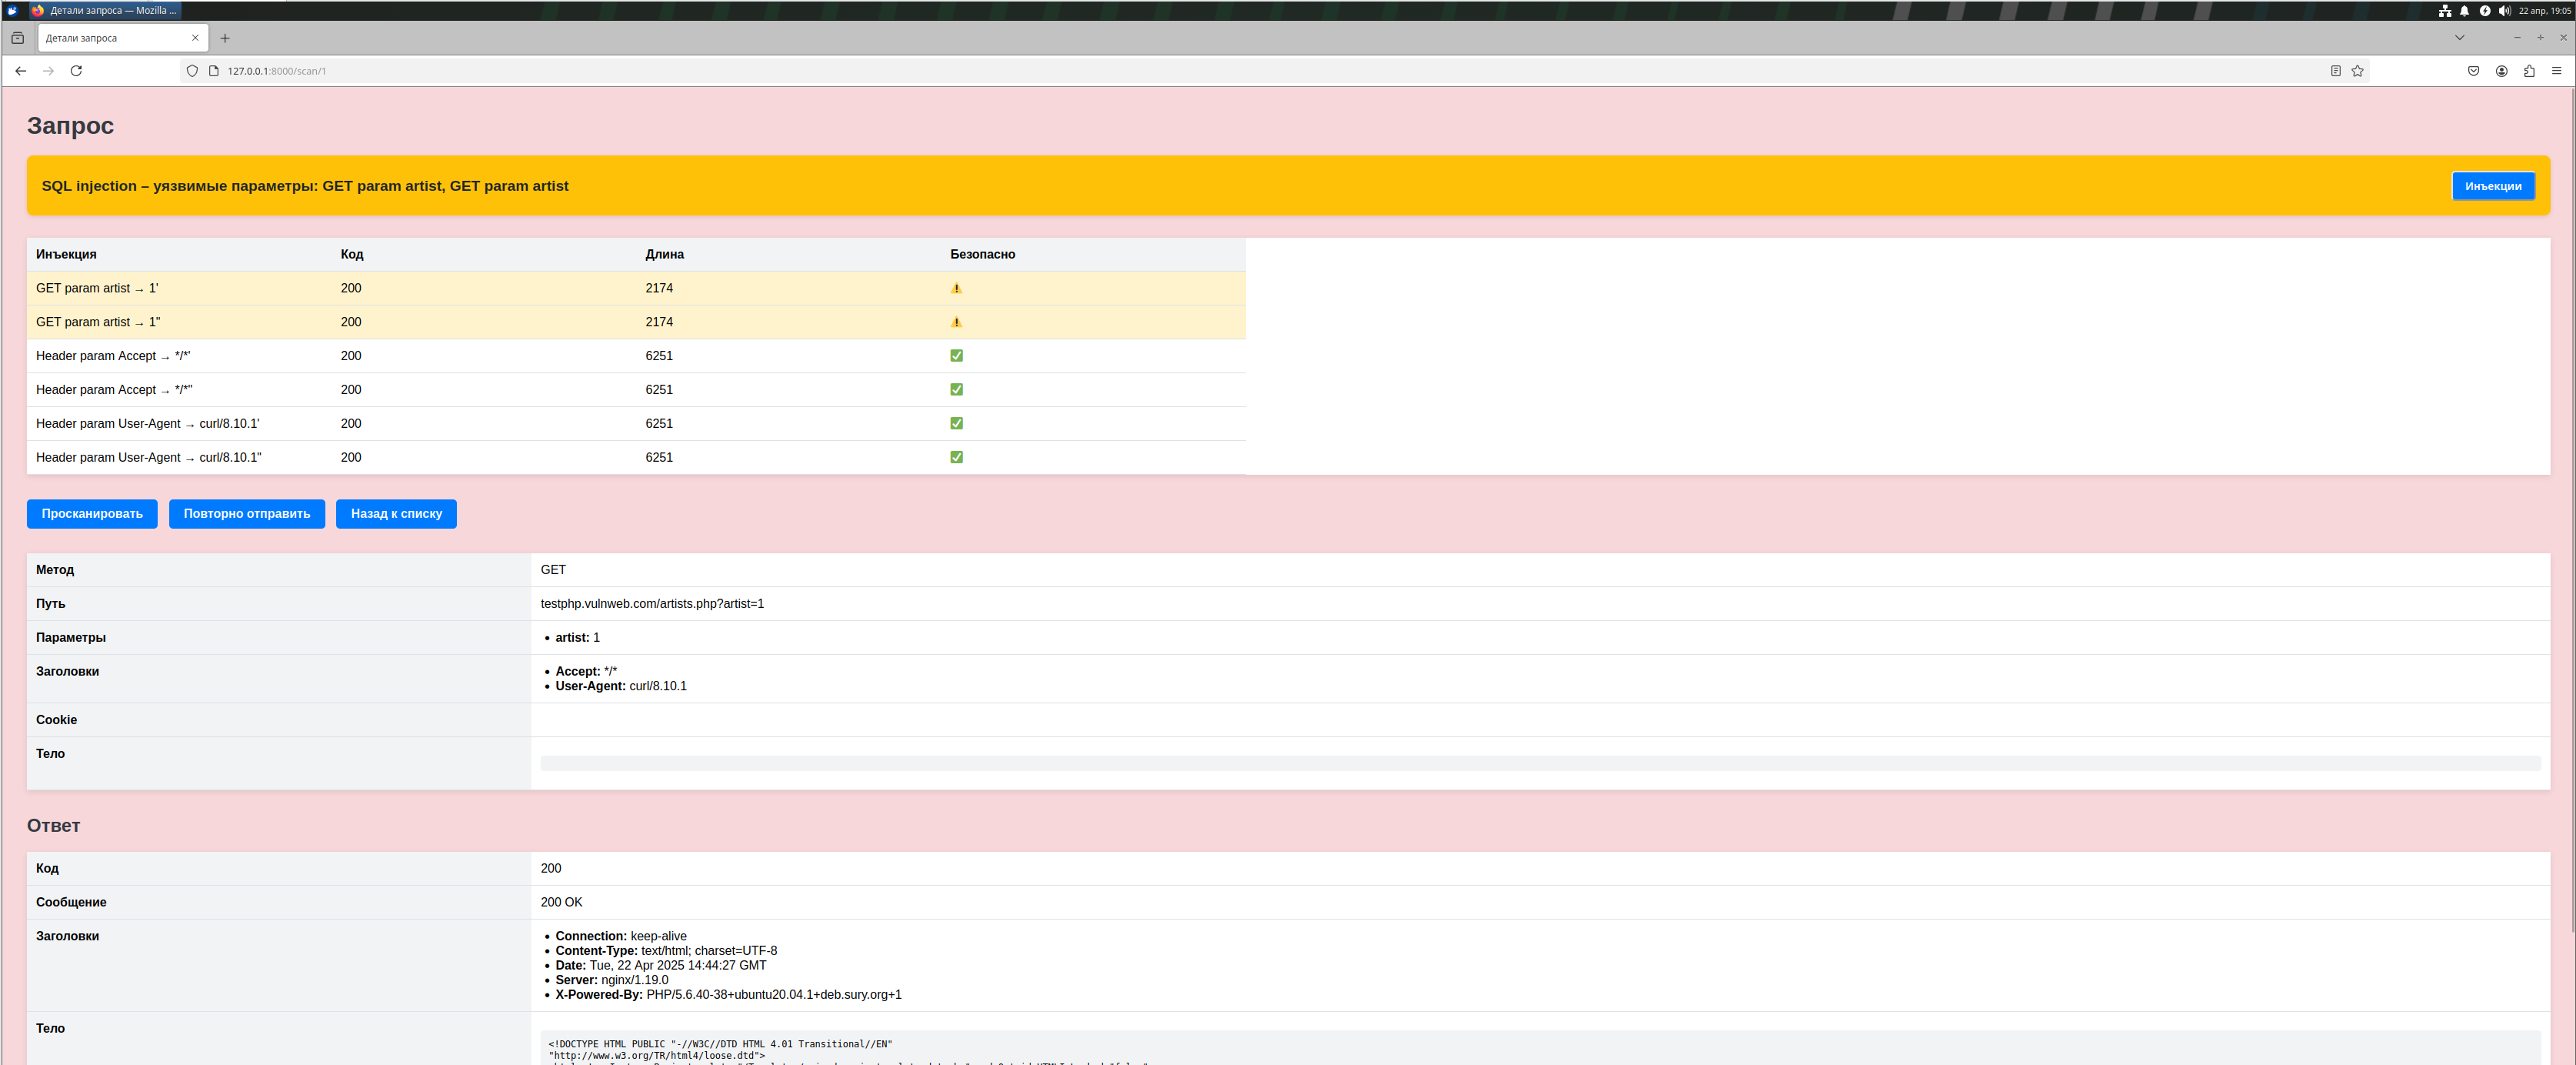 Детали запроса — Mozilla ...
22 апр, 19:05
Детали запроса
127.0.0.1:8000/scan/1
Запрос
SQL injection – уязвимые параметры: GET param artist, GET param artist
Инъекции
Инъекция Код Длина Безопасно
GET param artist → 1' 200 2174
GET param artist → 1" 200 2174
Header param Accept → */*' 200 6251
Header param Accept → */*" 200 6251
Header param User-Agent → curl/8.10.1' 200 6251
Header param User-Agent → curl/8.10.1" 200 6251
Просканировать Повторно отправить Назад к списку
Метод GET
Путь testphp.vulnweb.com/artists.php?artist=1
Параметры • artist: 1
Заголовки • Accept: */*
• User-Agent: curl/8.10.1
Cookie
Тело
Ответ
Код 200
Сообщение 200 OK
Заголовки • Connection: keep-alive
• Content-Type: text/html; charset=UTF-8
• Date: Tue, 22 Apr 2025 14:44:27 GMT
• Server: nginx/1.19.0
• X-Powered-By: PHP/5.6.40-38+ubuntu20.04.1+deb.sury.org+1
Тело
<!DOCTYPE HTML PUBLIC "-//W3C//DTD HTML 4.01 Transitional//EN"
"http://www.w3.org/TR/html4/loose.dtd">